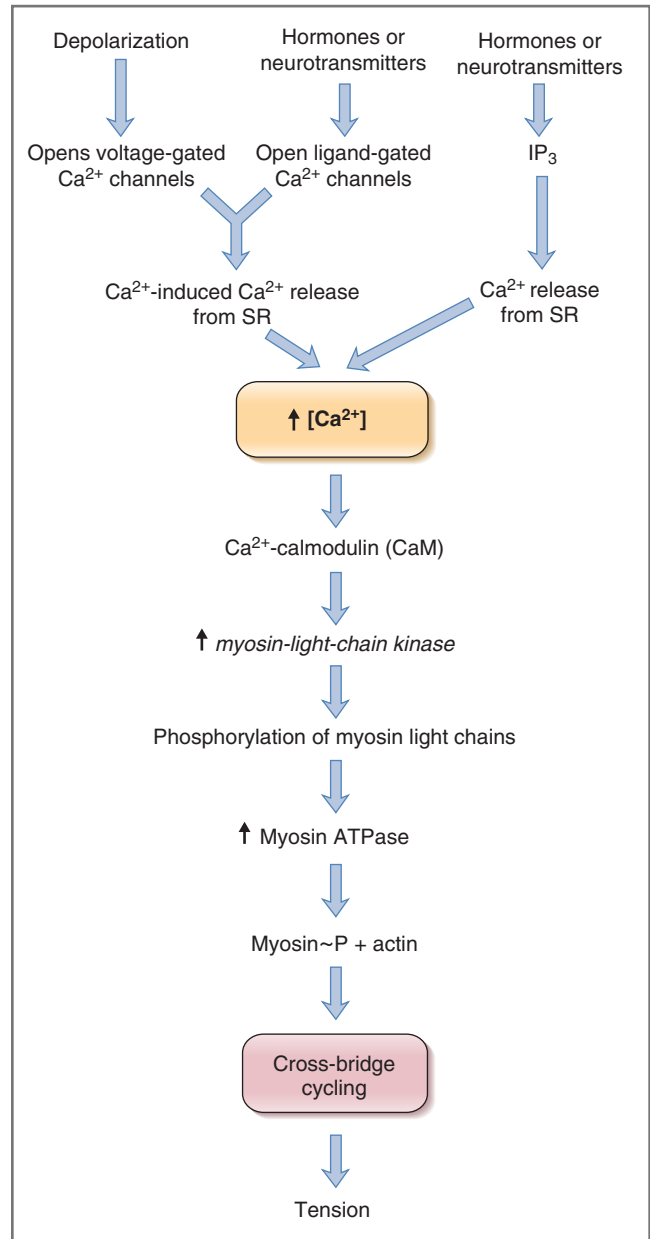 Depolarization
Hormones or
neurotransmitters
Hormones or
neurotransmitters
Opens voltage-gated
Ca²⁺ channels
Open ligand-gated
Ca²⁺ channels
IP₃
Ca²⁺-induced Ca²⁺ release
from SR
Ca²⁺ release
from SR
↑ [Ca²⁺]
Ca²⁺-calmodulin (CaM)
↑ myosin-light-chain kinase
Phosphorylation of myosin light chains
↑ Myosin ATPase
Myosin~P + actin
Cross-bridge
cycling
Tension